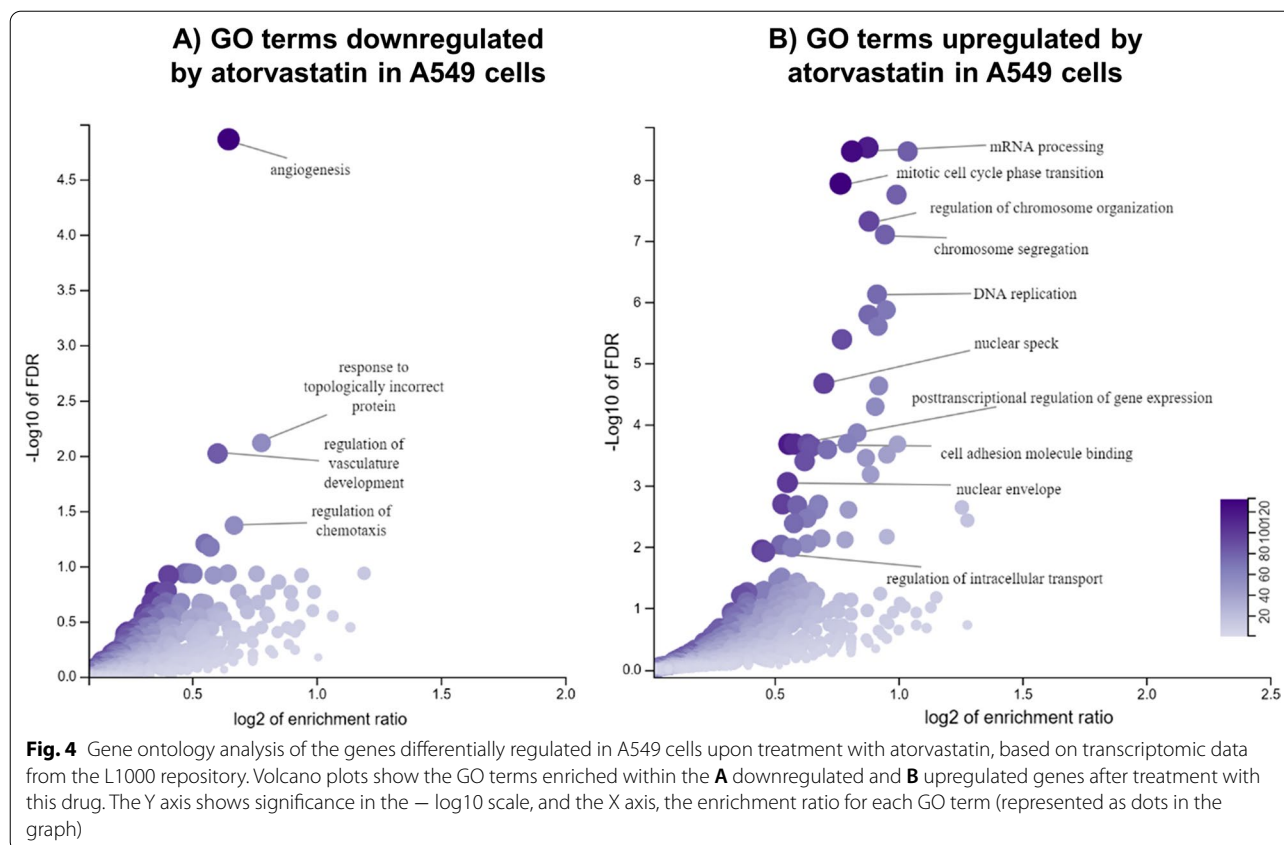 A) GO terms downregulated
by atorvastatin in A549 cells
angiogenesis
response to
topologically incorrect
protein
regulation of
vasculature
development
regulation of
chemotaxis
-Log10 of FDR
4.5
4.0
3.5
3.0
2.5
2.0
1.5
1.0
0.5
0.0
0.5
1.0
1.5
2.0
log2 of enrichment ratio
B) GO terms upregulated by
atorvastatin in A549 cells
mRNA processing
mitotic cell cycle phase transition
regulation of chromosome organization
chromosome segregation
DNA replication
nuclear speck
posttranscriptional regulation of gene expression
cell adhesion molecule binding
nuclear envelope
regulation of intracellular transport
-Log10 of FDR
8
7
6
5
4
3
2
1
0.0
0.5
1.0
1.5
2.0
2.5
log2 of enrichment ratio
120
100
80
60
40
20
Fig. 4 Gene ontology analysis of the genes differentially regulated in A549 cells upon treatment with atorvastatin, based on transcriptomic data
from the L1000 repository. Volcano plots show the GO terms enriched within the A downregulated and B upregulated genes after treatment with
this drug. The Y axis shows significance in the − log10 scale, and the X axis, the enrichment ratio for each GO term (represented as dots in the
graph)